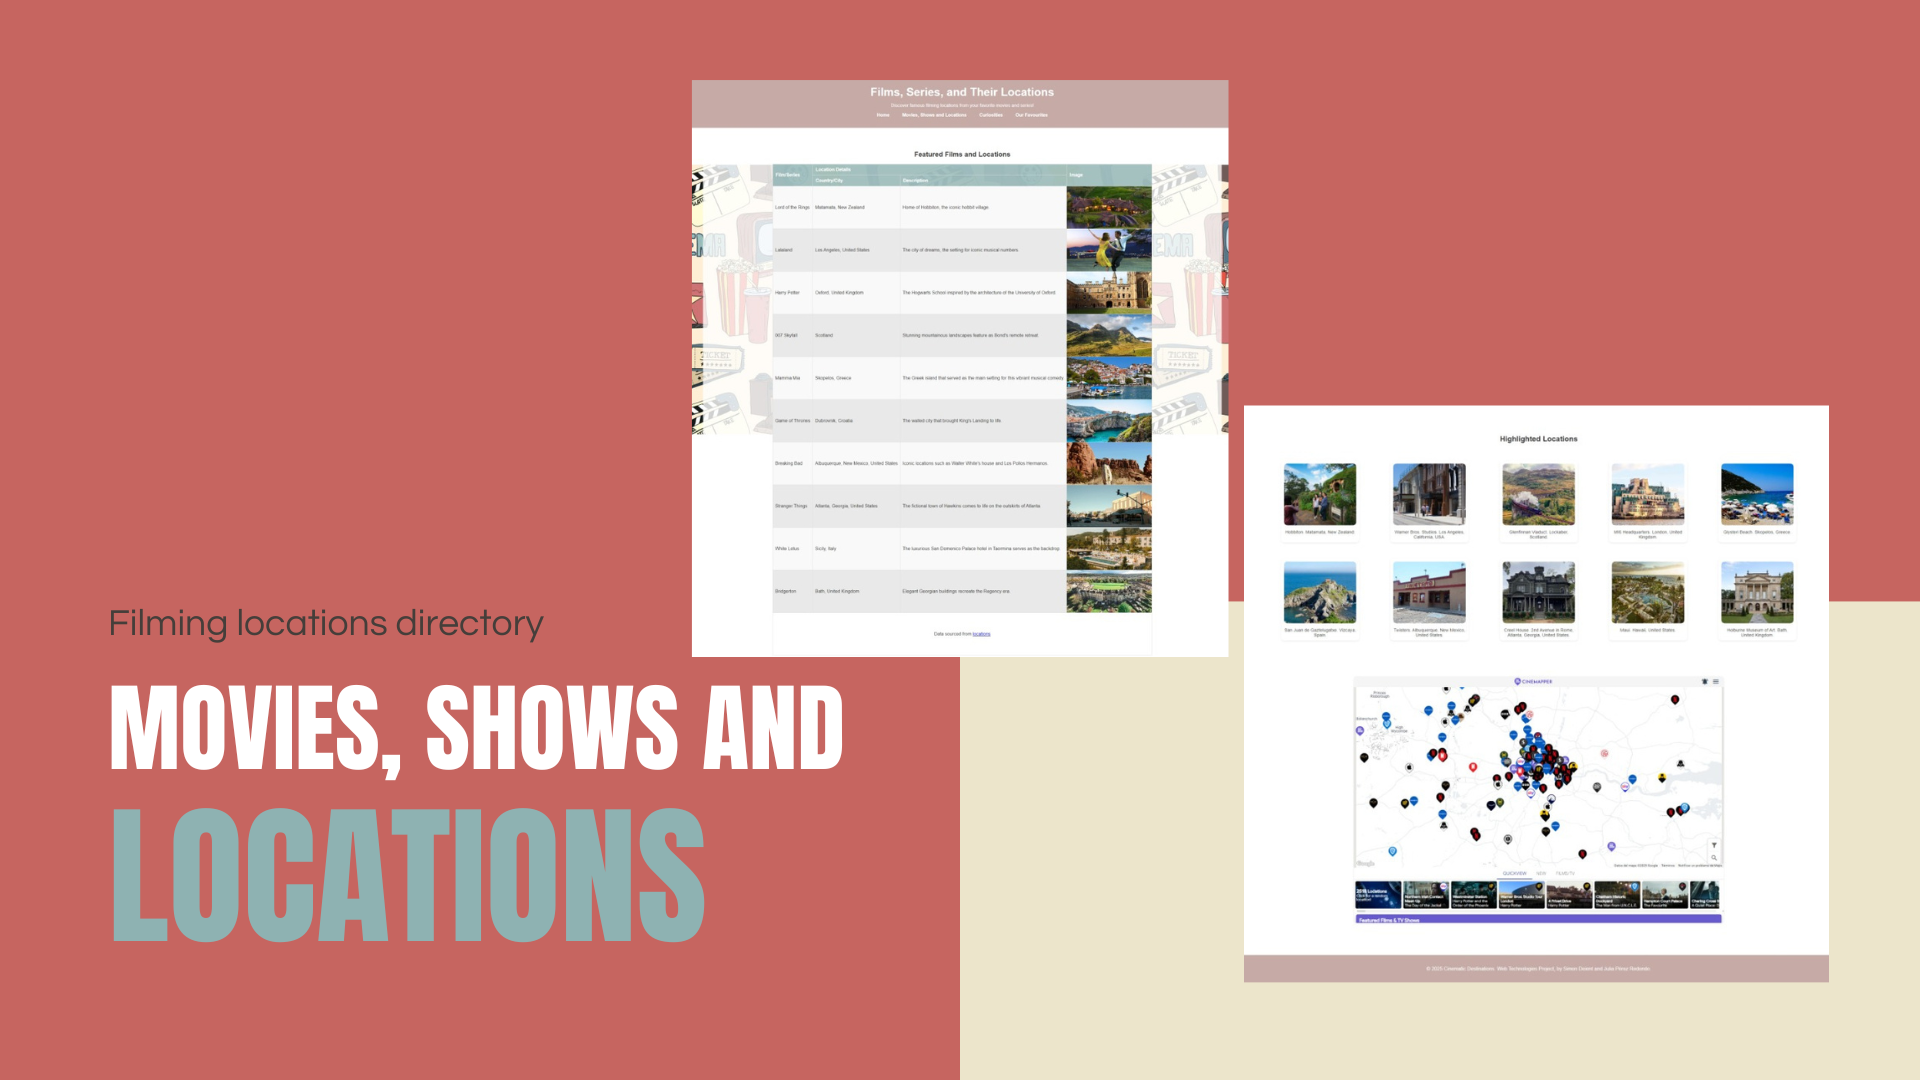 Films, Series, and Their Locations
Discover famous filming locations from your favorite movies and series!
Home Movies, Shows and Locations Curiosities Our Favourites
Featured Films and Locations
Film/Series Location Details Image
Country/City Description
Lord of the Rings Matamata, New Zealand Home of Hobbiton, the iconic hobbit village.
Lalaland Los Angeles, United States The city of dreams, the setting for iconic musical numbers.
Harry Potter Oxford, United Kingdom The Hogwarts School inspired by the architecture of the University of Oxford.
007 Skyfall Scotland Stunning mountainous landscapes feature as Bond's remote retreat.
Mamma Mia Skopelos, Greece The Greek island that served as the main setting for this vibrant musical comedy.
Game of Thrones Dubrovnik, Croatia The walled city that brought King's Landing to life.
Breaking Bad Albuquerque, New Mexico, United States Iconic locations such as Walter White's house and Los Pollos Hermanos.
Stranger Things Atlanta, Georgia, United States The fictional town of Hawkins comes to life on the outskirts of Atlanta.
White Lotus Sicily, Italy The luxurious San Domenico Palace hotel in Taormina serves as the backdrop.
Bridgerton Bath, United Kingdom Elegant Georgian buildings recreate the Regency era.
Data sourced from locations
TICKET
TICKET
Filming locations directory
MOVIES, SHOWS AND
LOCATIONS
Highlighted Locations
Hobbiton, Matamata, New Zealand.
Warner Bros. Studios, Los Angeles,
California, USA.
Glenfinnan Viaduct, Lochaber,
Scotland.
MI6 Headquarters, London, United
Kingdom.
Glysteri Beach, Skopelos, Greece.
San Juan de Gaztelugatxe, Vizcaya,
Spain.
Twisters, Albuquerque, New Mexico,
United States.
Creel House, 2nd Avenue in Rome,
Atlanta, Georgia, United States.
Maui, Hawaii, United States.
Holburne Museum of Art, Bath,
United Kingdom.
CINEMAPPER
Google
QUICKVIEW NEW FILMS/TV
Featured Films & TV Shows